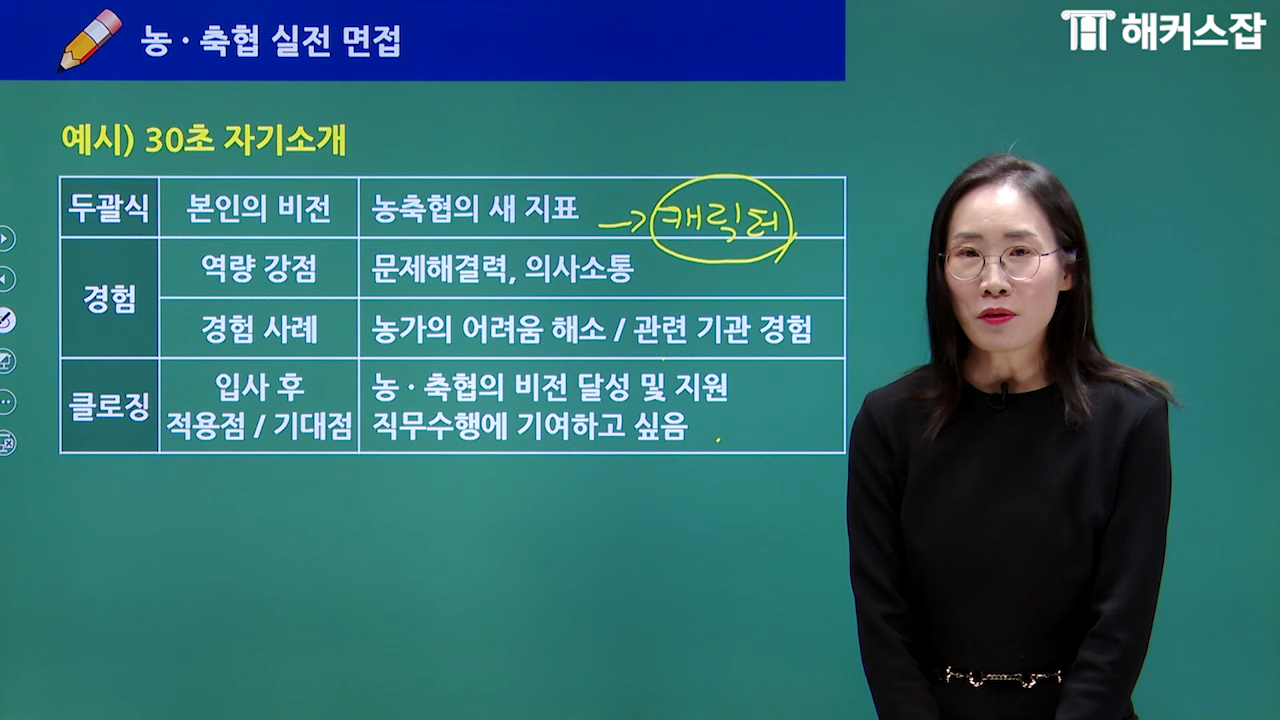 농·축협 실전 면접
해커스잡
예시) 30초 자기소개
두괄식 본인의 비전 농축협의 새 지표 → 캐릭터
경험 역량 강점 문제해결력, 의사소통
경험 사례 농가의 어려움 해소 / 관련 기관 경험
클로징 입사 후 적용점 / 기대점
농·축협의 비전 달성 및 지원
직무수행에 기여하고 싶음